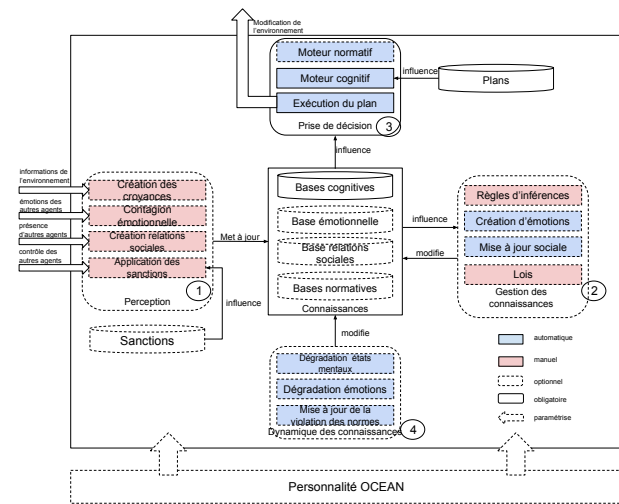 Modification de
l'environnement
Moteur normatif
Moteur cognitif
Exécution du plan
Prise de décision
3
influence
Plans
influence
informations de
l'environnement
émotions des
autres agents
présence
d'autres agents
contrôle des
autres agents
Création des
croyances
Contagion
émotionnelle
Création relations
sociales
Application des
sanctions
Perception
1
Met à jour
influence
Sanctions
Bases cognitives
Base émotionnelle
Base relations
sociales
Bases normatives
Connaissances
influence
modifie
Règles d'inférences
Création d'émotions
Mise à jour sociale
Lois
Gestion des
connaissances
2
modifie
Dégradation états
mentaux
Dégradation émotions
Mise à jour de la
violation des normes
Dynamique des connaissances
4
automatique
manuel
optionnel
obligatoire
paramétrise
Personnalité OCEAN